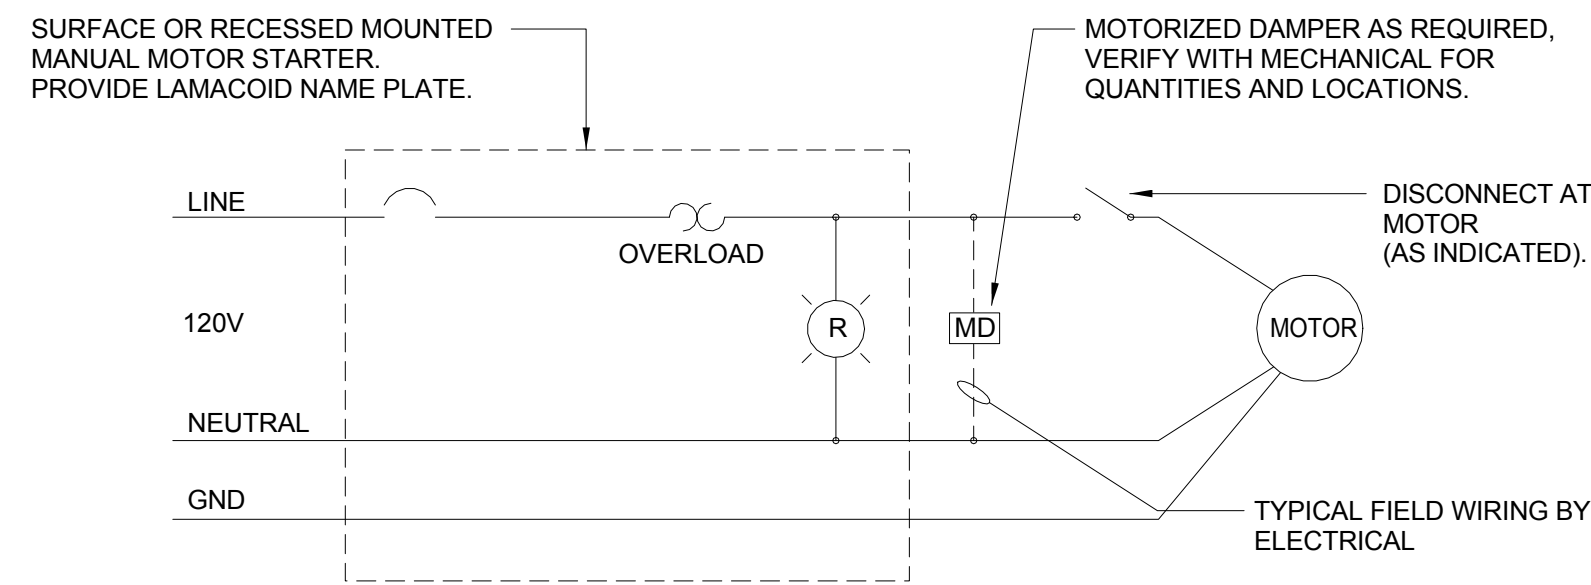 SURFACE OR RECESSED MOUNTED
MANUAL MOTOR STARTER.
PROVIDE LAMACOID NAME PLATE.
MOTORIZED DAMPER AS REQUIRED,
VERIFY WITH MECHANICAL FOR
QUANTITIES AND LOCATIONS.
LINE
DISCONNECT AT
MOTOR
(AS INDICATED).
OVERLOAD
120V
R
MD
MOTOR
NEUTRAL
GND
TYPICAL FIELD WIRING BY
ELECTRICAL